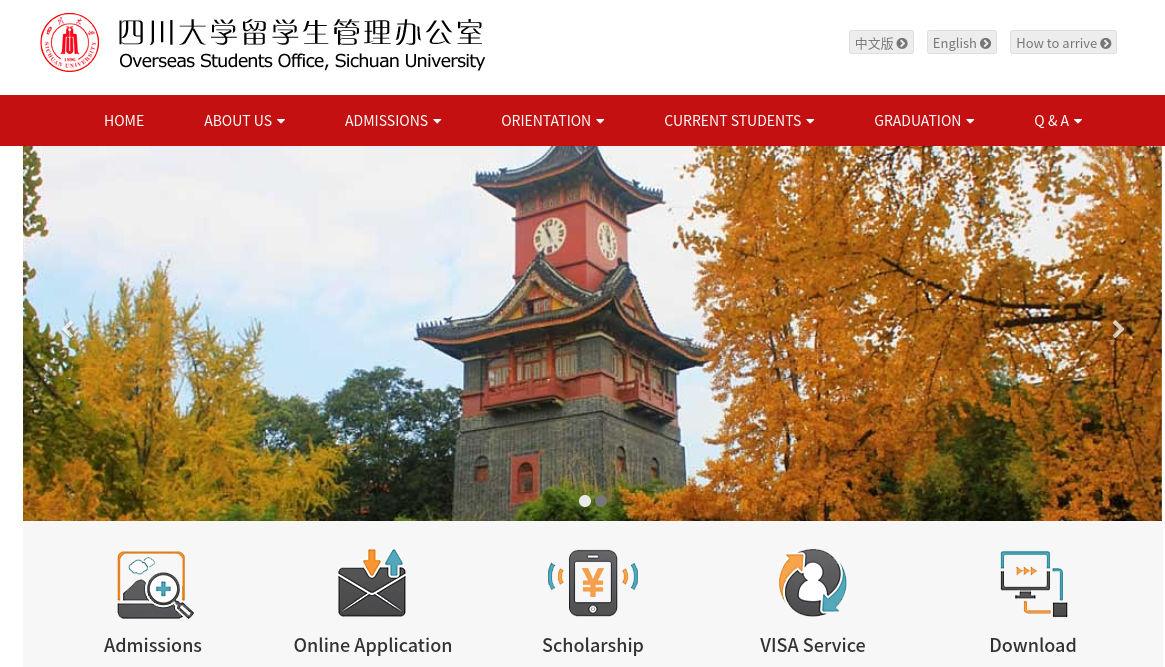 四川大学留学生管理办公室
Overseas Students Office, Sichuan University
中文版 English How to arrive
HOME ABOUT US ADMISSIONS ORIENTATION CURRENT STUDENTS GRADUATION Q & A
Admissions Online Application Scholarship VISA Service Download